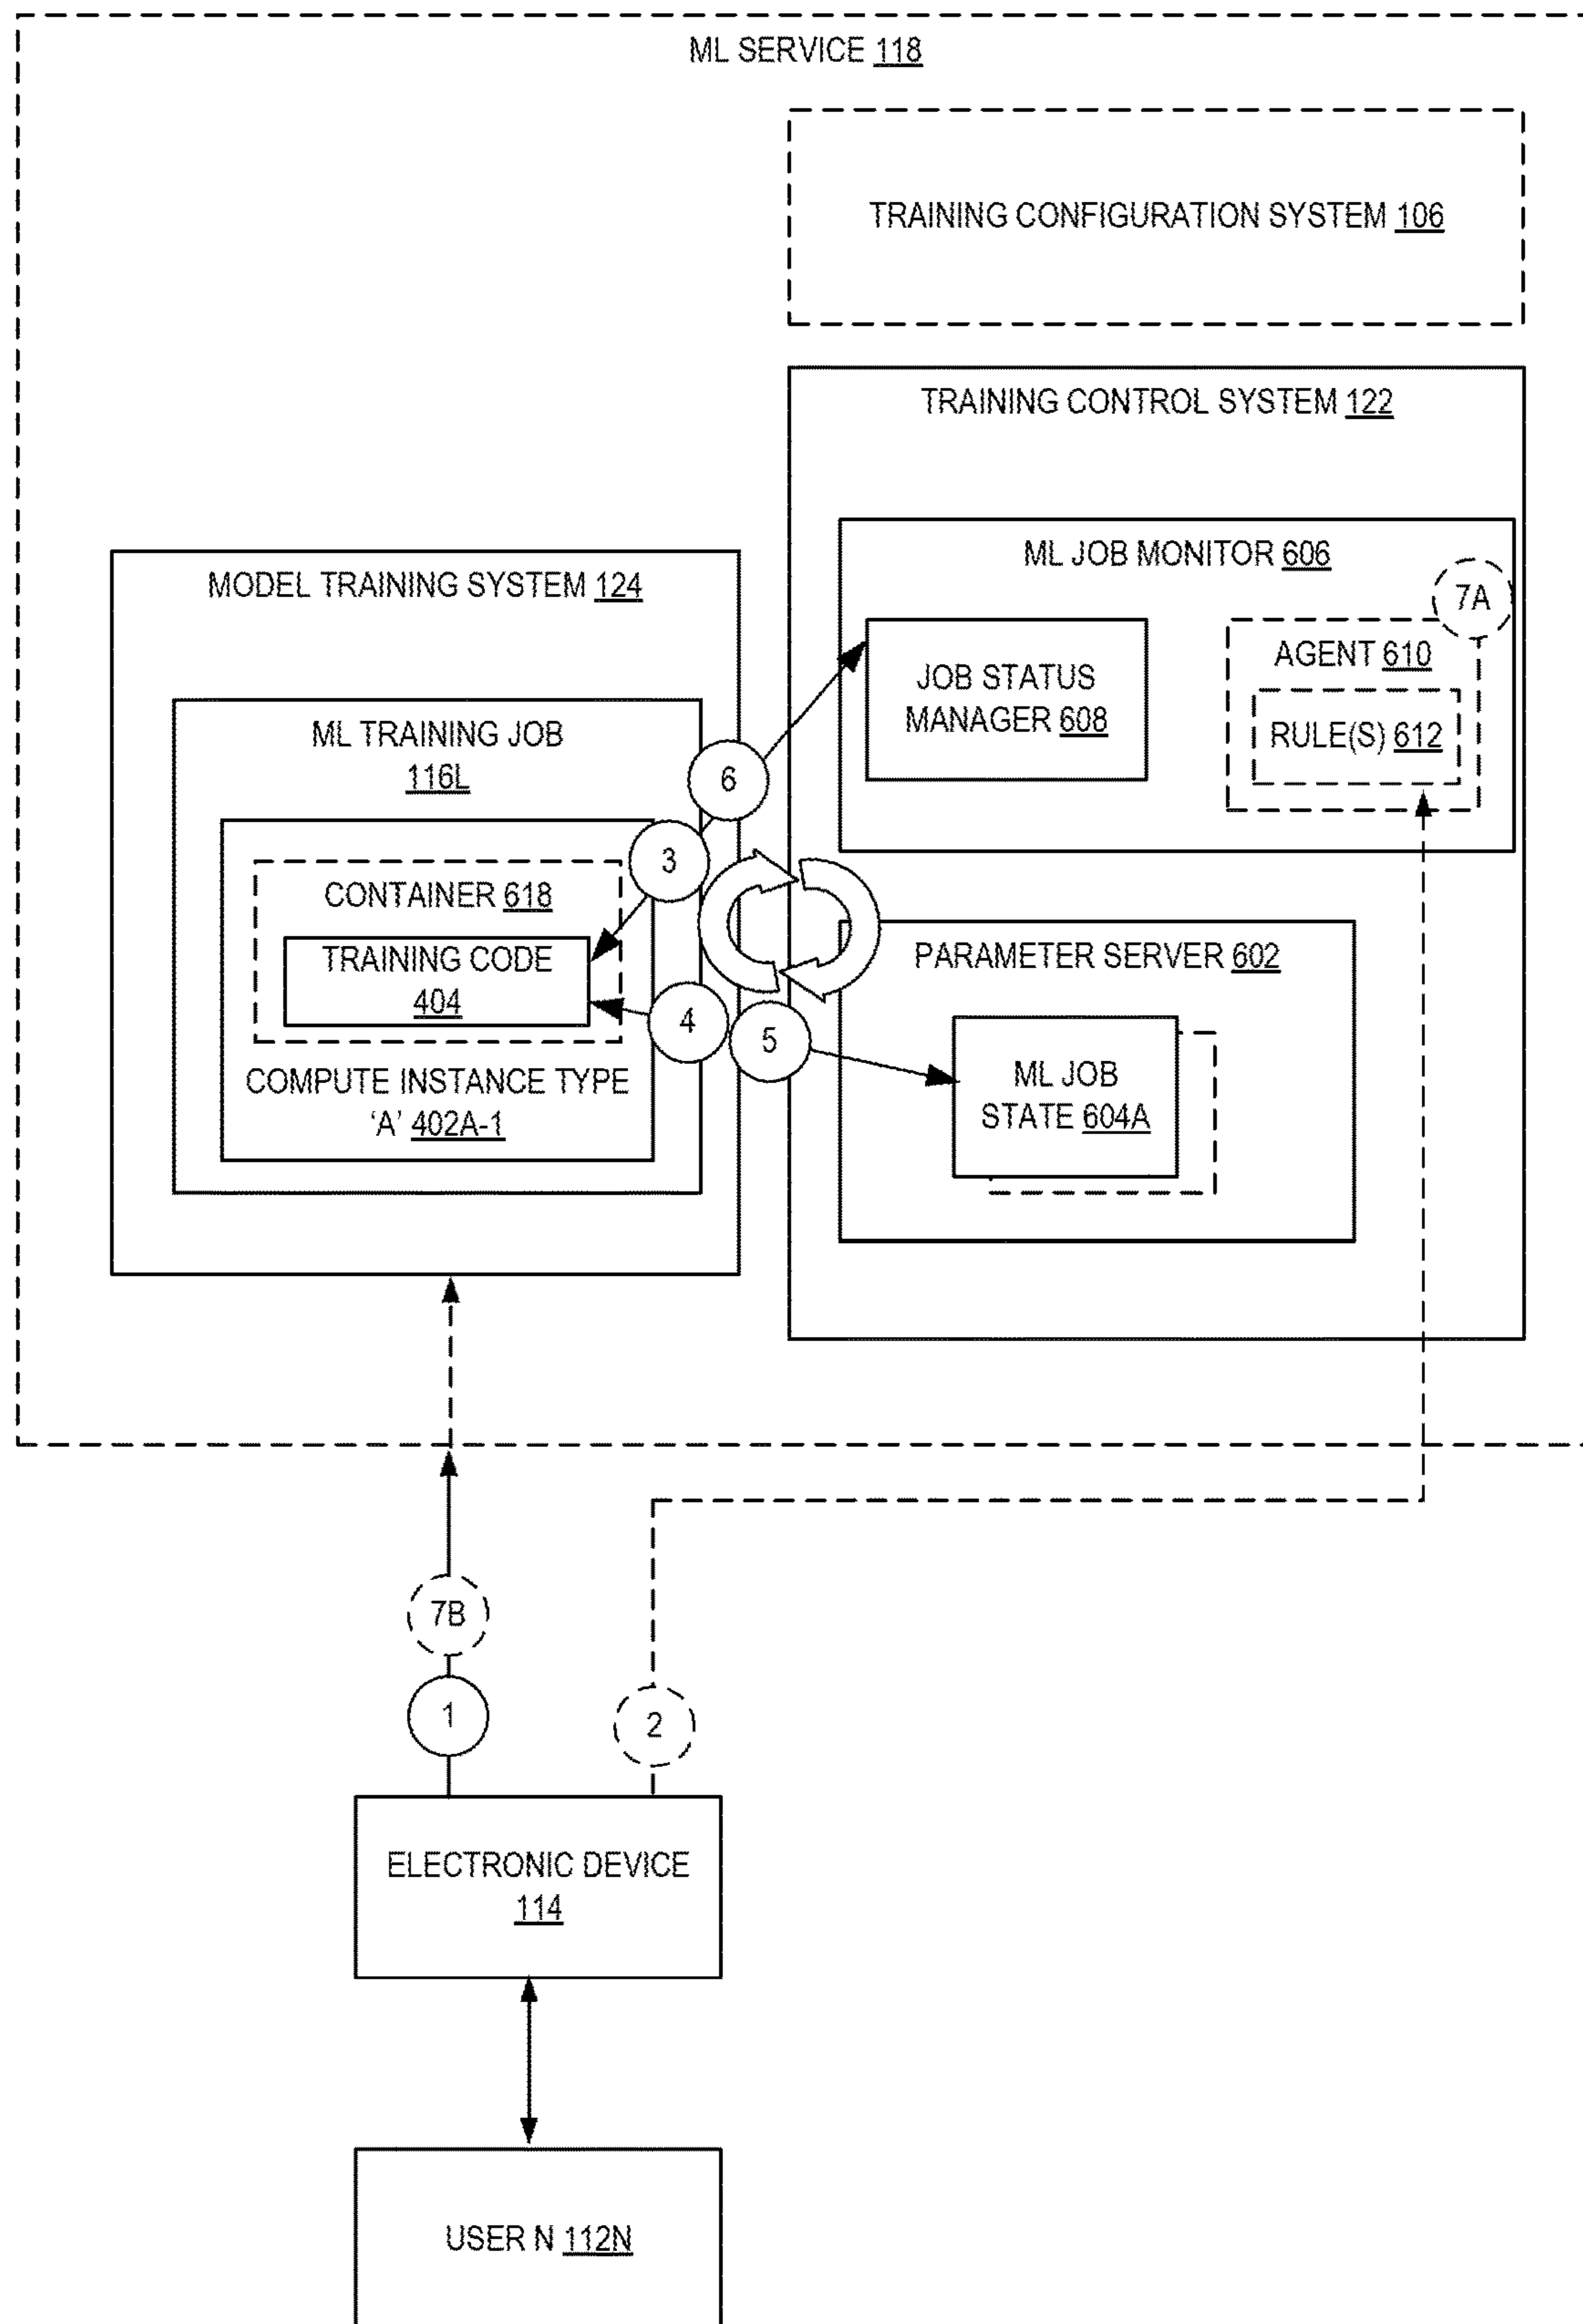 ML SERVICE 118
TRAINING CONFIGURATION SYSTEM 106
TRAINING CONTROL SYSTEM 122
ML JOB MONITOR 606
7A
JOB STATUS
MANAGER 608
AGENT 610
RULE(S) 612
MODEL TRAINING SYSTEM 124
ML TRAINING JOB
116L
6
3
CONTAINER 618
TRAINING CODE
404
COMPUTE INSTANCE TYPE
‘A’ 402A-1
4
5
PARAMETER SERVER 602
ML JOB
STATE 604A
7B
1
2
ELECTRONIC DEVICE
114
USER N 112N